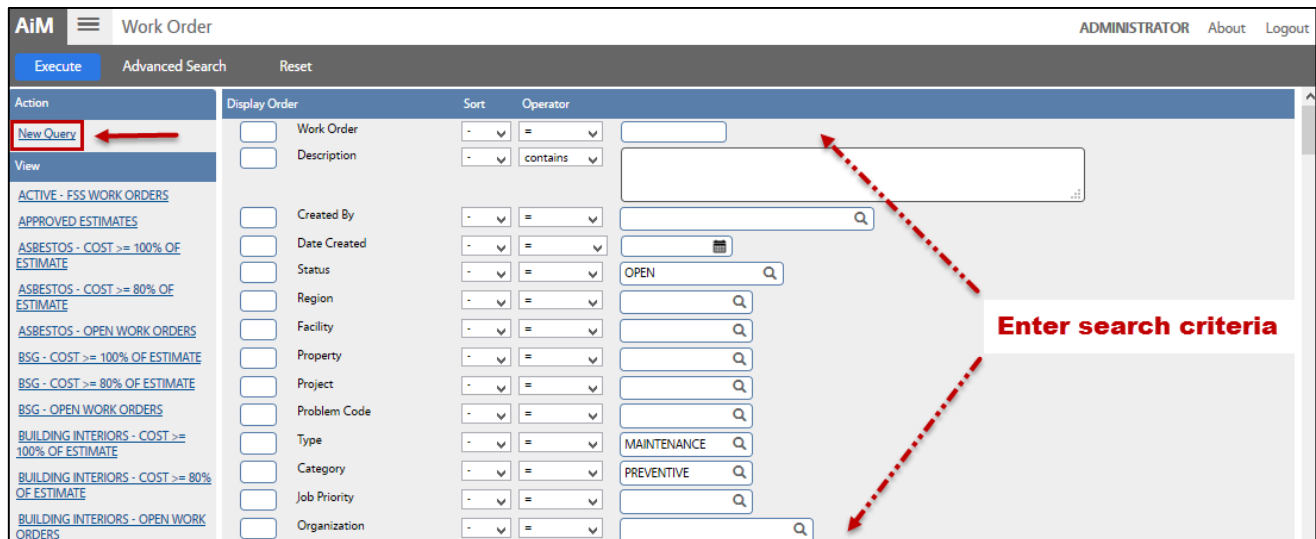 AiM Work Order ADMINISTRATOR About Logout
Execute Advanced Search Reset
Action
New Query
View
ACTIVE - FSS WORK ORDERS
APPROVED ESTIMATES
ASBESTOS - COST >= 100% OF
ESTIMATE
ASBESTOS - COST >= 80% OF
ESTIMATE
ASBESTOS - OPEN WORK ORDERS
BSG - COST >= 100% OF ESTIMATE
BSG - COST >= 80% OF ESTIMATE
BSG - OPEN WORK ORDERS
BUILDING INTERIORS - COST >=
100% OF ESTIMATE
BUILDING INTERIORS - COST >= 80%
OF ESTIMATE
BUILDING INTERIORS - OPEN WORK
ORDERS
Display Order Sort Operator
Work Order - =
Description - contains
Created By - =
Date Created - =
Status - = OPEN
Region - =
Facility - =
Property - =
Project - =
Problem Code - =
Type - = MAINTENANCE
Category - = PREVENTIVE
Job Priority - =
Organization - =
Enter search criteria